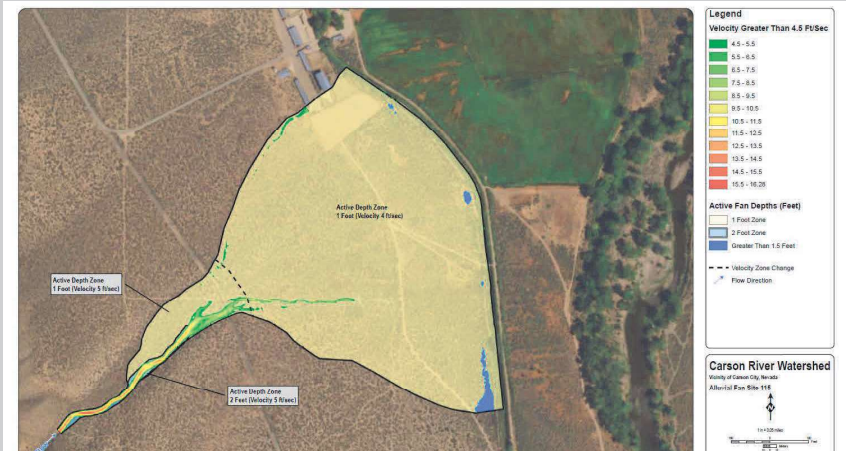 Active Depth Zone
1 Foot (Velocity 4 ft/sec)
Active Depth Zone
1 Foot (Velocity 5 ft/sec)
Active Depth Zone
2 Foot (Velocity 5 ft/sec)
Legend
Velocity Greater Than 4.5 Ft/Sec
4.5 - 5.5
5.5 - 6.5
6.5 - 7.5
7.5 - 8.5
8.5 - 9.5
9.5 - 10.5
10.5 - 11.5
11.5 - 12.5
12.5 - 13.5
13.5 - 14.5
14.5 - 15.5
15.5 - 16.28
Active Fan Depths (Feet)
1 Foot Zone
2 Foot Zone
Greater Than 1.5 Feet
Velocity Zone Change
Flow Direction
Carson River Watershed
Vicinity of Carson City, Nevada
Alluvial Fan Site 115
N
1 in = 0.05 miles
Feet